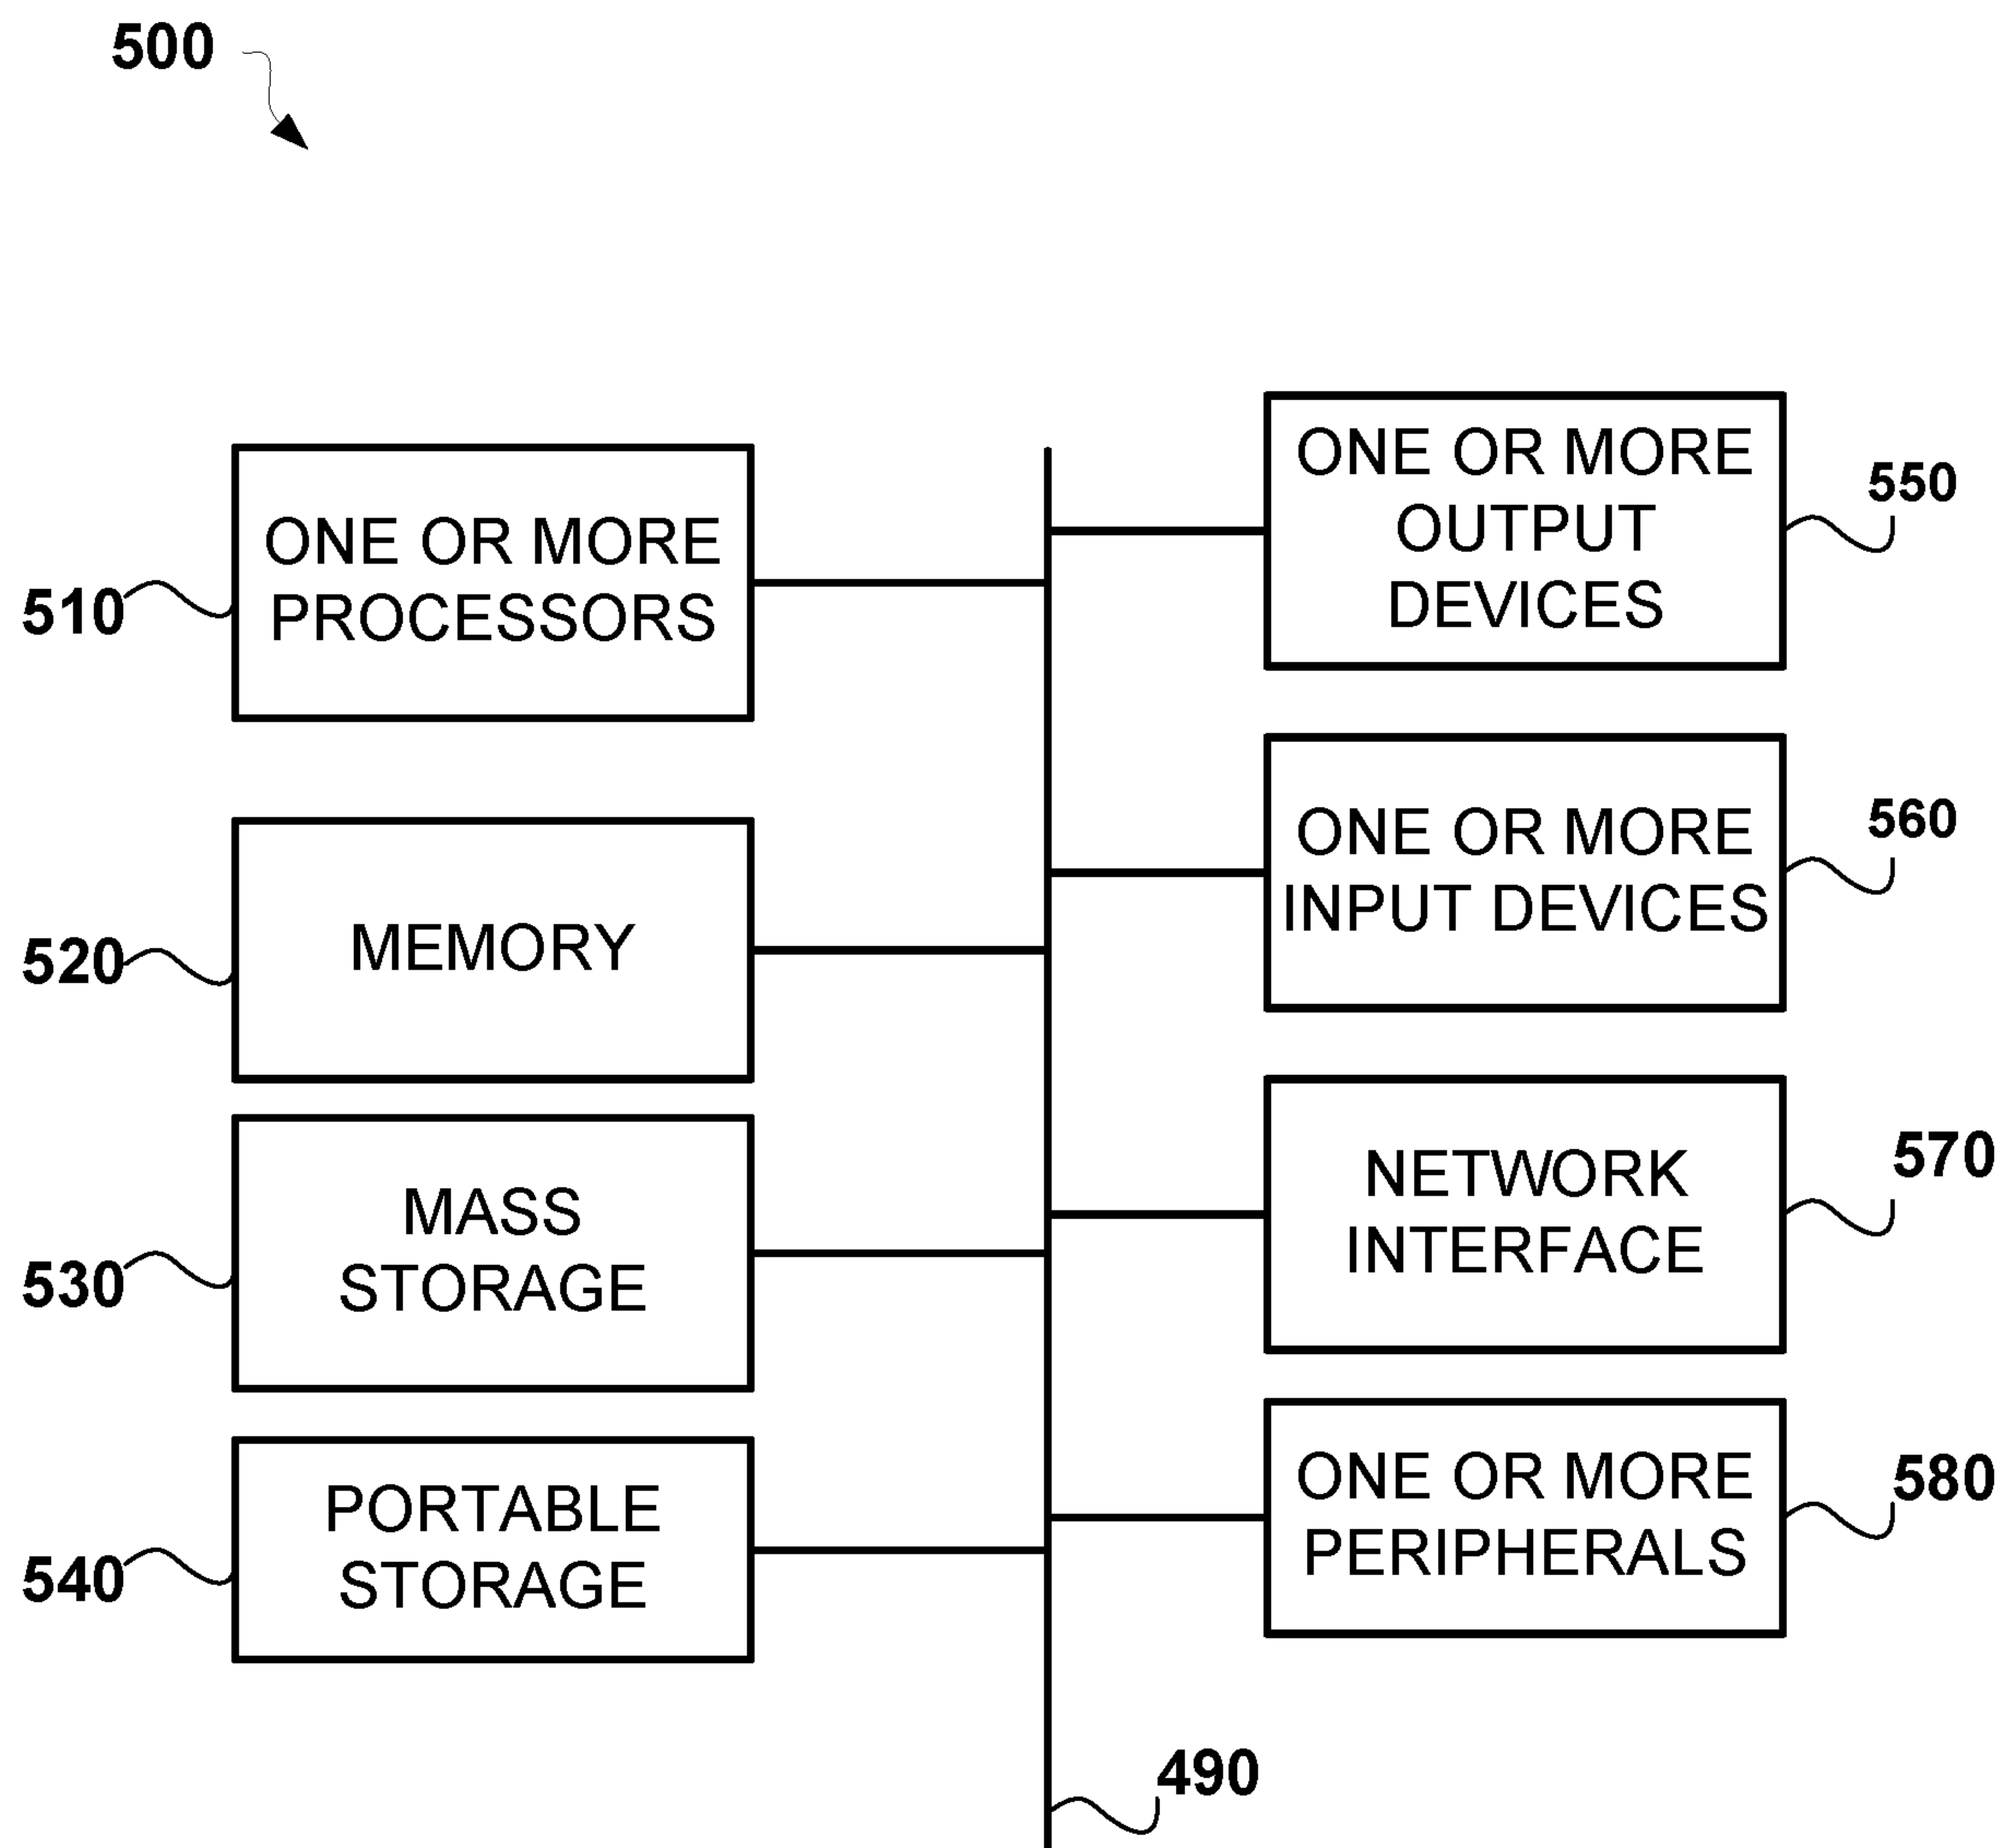 500
ONE OR MORE
PROCESSORS
510
MEMORY
520
MASS
STORAGE
530
PORTABLE
STORAGE
540
ONE OR MORE
OUTPUT
DEVICES
550
ONE OR MORE
INPUT DEVICES
560
NETWORK
INTERFACE
570
ONE OR MORE
PERIPHERALS
580
490